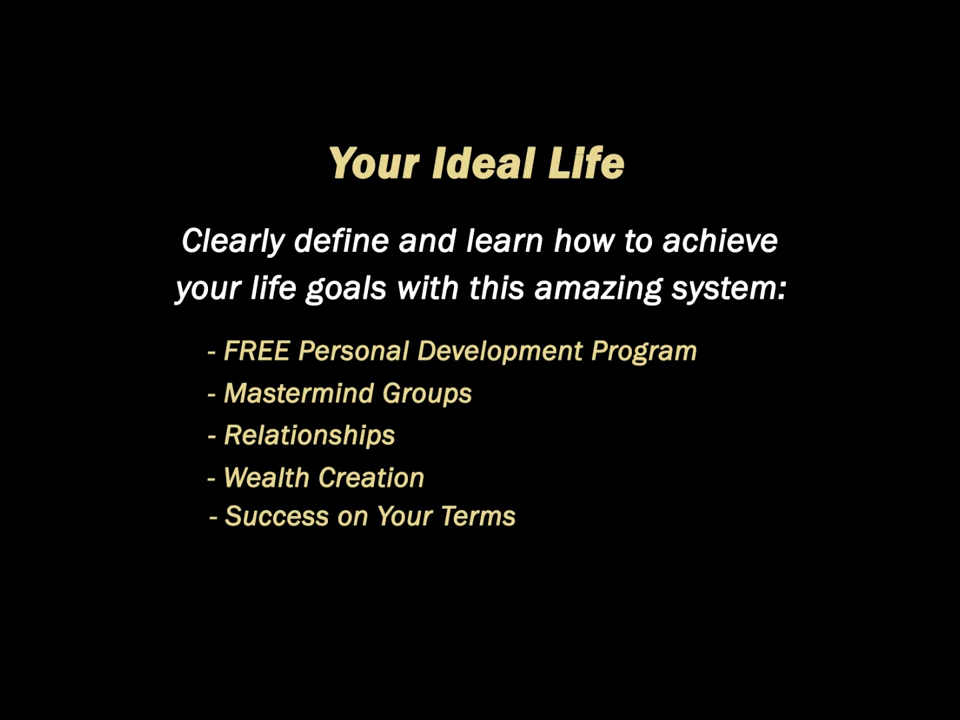 Your Ideal Life
Clearly define and learn how to achieve
your life goals with this amazing system:
- FREE Personal Development Program
- Mastermind Groups
- Relationships
- Wealth Creation
- Success on Your Terms